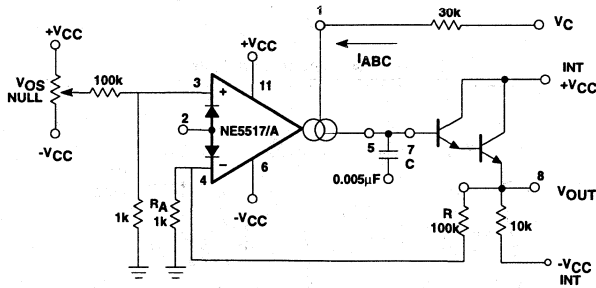 1
30k
VC
IABC
+VCC
+VCC
INT
+VCC
VOS
NULL
100k
3
+
11
2
NE5517/A
5
7
C
0.005µF
-VCC
–
4
6
-VCC
8
VOUT
1k
RA
1k
R
100k
10k
-VCC
INT